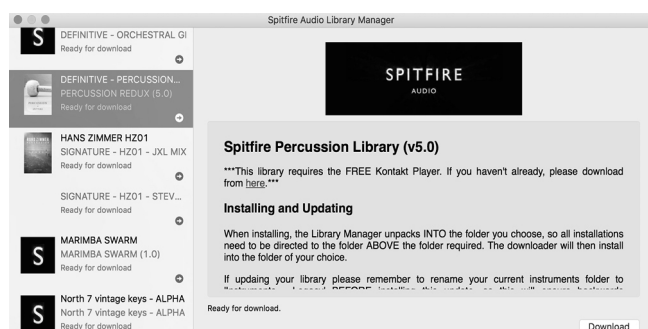 Spitfire Audio Library Manager
S
DEFINITIVE - ORCHESTRAL GI
Ready for download
DEFINITIVE - PERCUSSION...
PERCUSSION REDUX (5.0)
Ready for download
HANS ZIMMER HZ01
SIGNATURE - HZ01 - JXL MIX
Ready for download
SIGNATURE - HZ01 - STEV...
Ready for download
S
MARIMBA SWARM
MARIMBA SWARM (1.0)
Ready for download
S
North 7 vintage keys - ALPHA
North 7 vintage keys - ALPHA
Ready for download
SPITFIRE
AUDIO
Spitfire Percussion Library (v5.0)
***This library requires the FREE Kontakt Player. If you haven't already, please download
from here.***
Installing and Updating
When installing, the Library Manager unpacks INTO the folder you choose, so all installations
need to be directed to the folder ABOVE the folder required. The downloader will then install
into the folder of your choice.
If updaing your library please remember to rename your current instruments folder to
Ready for download.
Download